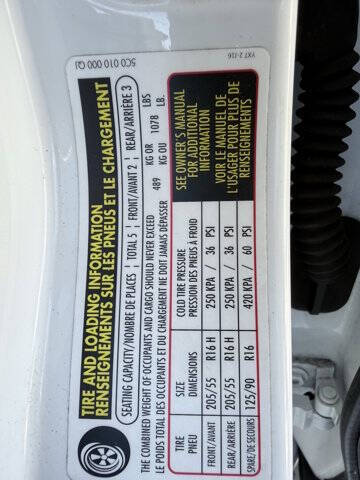 5C0 010 000 QJ
YXT 2-116
TIRE AND LOADING INFORMATION
RENSEIGNEMENTS SUR LES PNEUS ET LE CHARGEMENT
SEATING CAPACITY/NOMBRE DE PLACES | TOTAL 5 | FRONT/AVANT 2 | REAR/ARRIÈRE 3
THE COMBINED WEIGHT OF OCCUPANTS AND CARGO SHOULD NEVER EXCEED 489 KG OR 1078 LBS
LE POIDS TOTAL DES OCCUPANTS ET DU CHARGEMENT NE DOIT JAMAIS DÉPASSER KG OU LB.
TIRE SIZE COLD TIRE PRESSURE
PNEU DIMENSIONS PRESSION DES PNEUS À FROID
FRONT/AVANT 205/55 R16 H 250 KPA / 36 PSI
REAR/ARRIÈRE 205/55 R16 H 250 KPA / 36 PSI
SPARE/DE SECOURS 125/90 R16 420 KPA / 60 PSI
SEE OWNER'S MANUAL
FOR ADDITIONAL
INFORMATION
VOIR LE MANUEL DE
L'USAGER POUR PLUS DE
RENSEIGNEMENTS